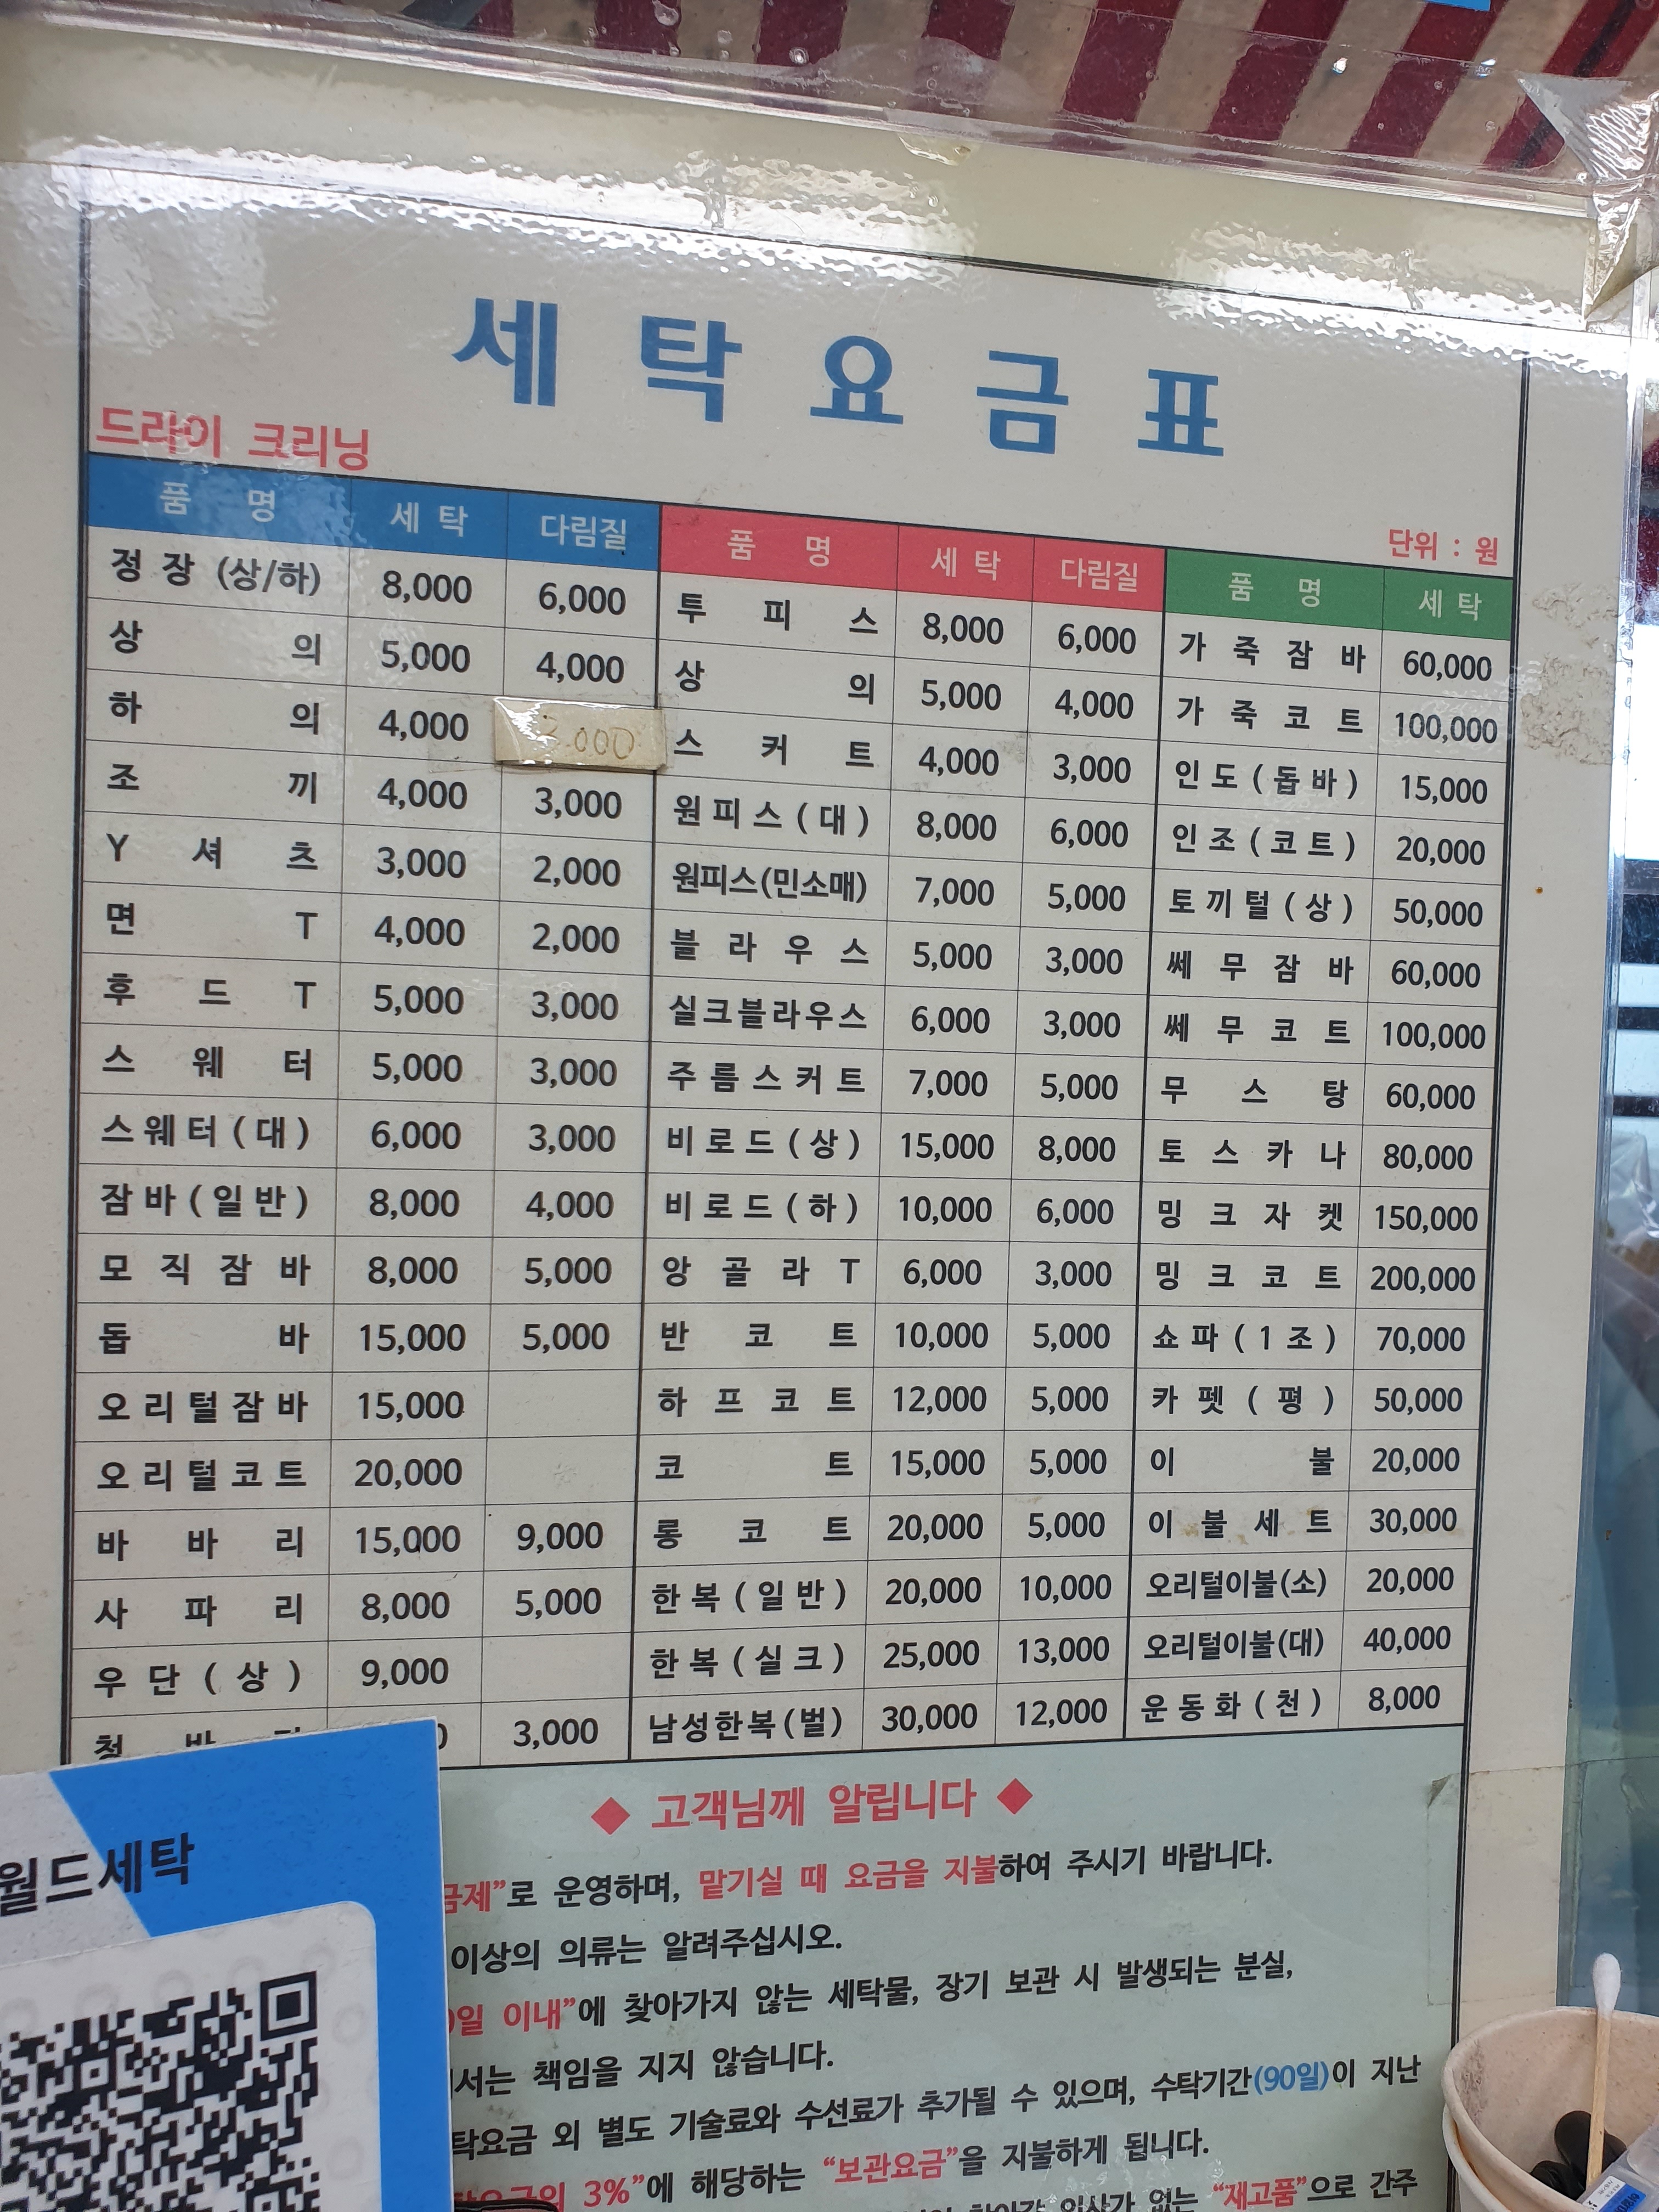 세탁요금표
드라이 크리닝
단위 : 원
품 명 세 탁 다림질 품 명 세 탁 다림질 품 명 세 탁
정 장 (상/하) 8,000 6,000 투 피 스 8,000 6,000 가 죽 잠 바 60,000
상 의 5,000 4,000 상 의 5,000 4,000 가 죽 코 트 100,000
하 의 4,000 3.000 스 커 트 4,000 3,000 인 도 ( 돕 바 ) 15,000
조 끼 4,000 3,000 원 피 스 ( 대 ) 8,000 6,000 인 조 ( 코 트 ) 20,000
Y 셔 츠 3,000 2,000 원피스(민소매) 7,000 5,000 토 끼 털 ( 상 ) 50,000
면 T 4,000 2,000 블 라 우 스 5,000 3,000 쎄 무 잠 바 60,000
후 드 T 5,000 3,000 실크블라우스 6,000 3,000 쎄 무 코 트 100,000
스 웨 터 5,000 3,000 주 름 스 커 트 7,000 5,000 무 스 탕 60,000
스 웨 터 ( 대 ) 6,000 3,000 비 로 드 ( 상 ) 15,000 8,000 토 스 카 나 80,000
잠 바 ( 일 반 ) 8,000 4,000 비 로 드 ( 하 ) 10,000 6,000 밍 크 자 켓 150,000
모 직 잠 바 8,000 5,000 앙 골 라 T 6,000 3,000 밍 크 코 트 200,000
돕 바 15,000 5,000 반 코 트 10,000 5,000 쇼 파 ( 1 조 ) 70,000
오 리 털 잠 바 15,000 하 프 코 트 12,000 5,000 카 펫 ( 평 ) 50,000
오 리 털 코 트 20,000 코 트 15,000 5,000 이 불 20,000
바 바 리 15,000 9,000 롱 코 트 20,000 5,000 이 불 세 트 30,000
사 파 리 8,000 5,000 한 복 ( 일 반 ) 20,000 10,000 오리털이불(소) 20,000
우 단 ( 상 ) 9,000 한 복 ( 실 크 ) 25,000 13,000 오리털이불(대) 40,000
3,000 남성한복(벌) 30,000 12,000 운 동 화 ( 천 ) 8,000
◆ 고객님께 알립니다 ◆
금제”로 운영하며, 맡기실 때 요금을 지불하여 주시기 바랍니다.
이상의 의류는 알려주십시오.
일 이내”에 찾아가지 않는 세탁물, 장기 보관 시 발생되는 분실,
서는 책임을 지지 않습니다.
탁요금 외 별도 기술료와 수선료가 추가될 수 있으며, 수탁기간(90일)이 지난
3%”에 해당하는 “보관요금”을 지불하게 됩니다.
없는 “재고품”으로 간주
월드세탁